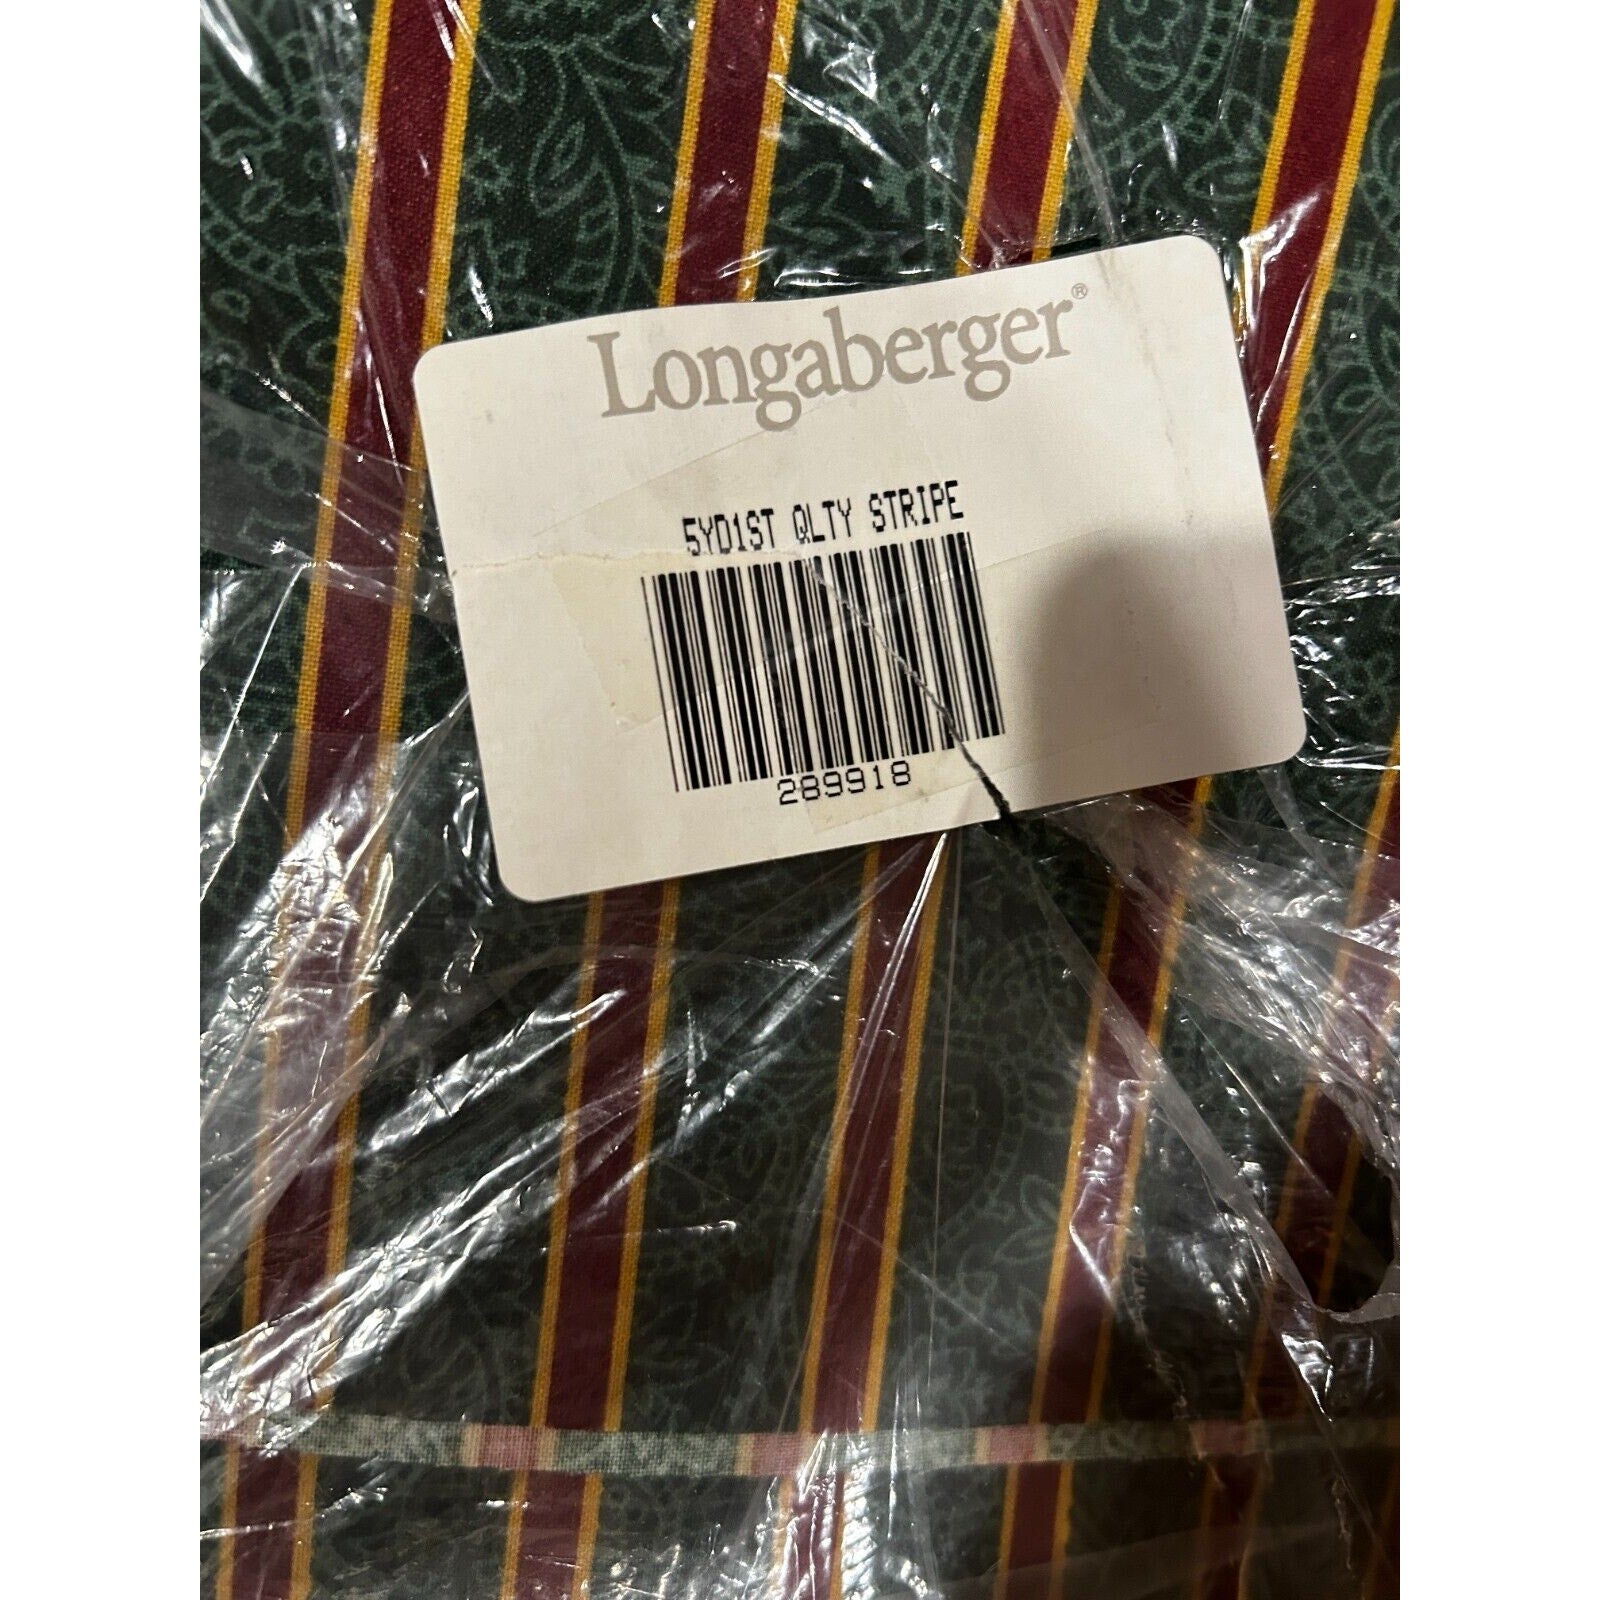 Longaberger®
5YD1ST QLTY STRIPE
289918